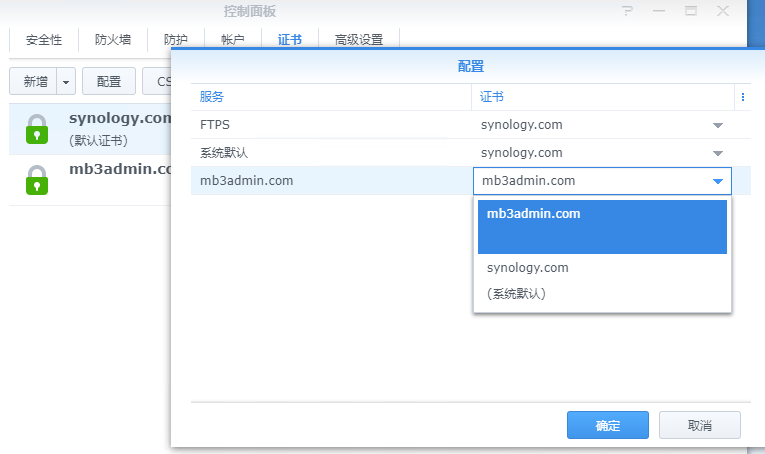 控制面板
安全性 防火墙 防护 帐户 证书 高级设置
新增 配置 CS
synology.com
(默认证书)
mb3admin.co
配置
服务 证书
FTPS synology.com
系统默认 synology.com
mb3admin.com mb3admin.com
mb3admin.com
synology.com
(系统默认)
确定 取消